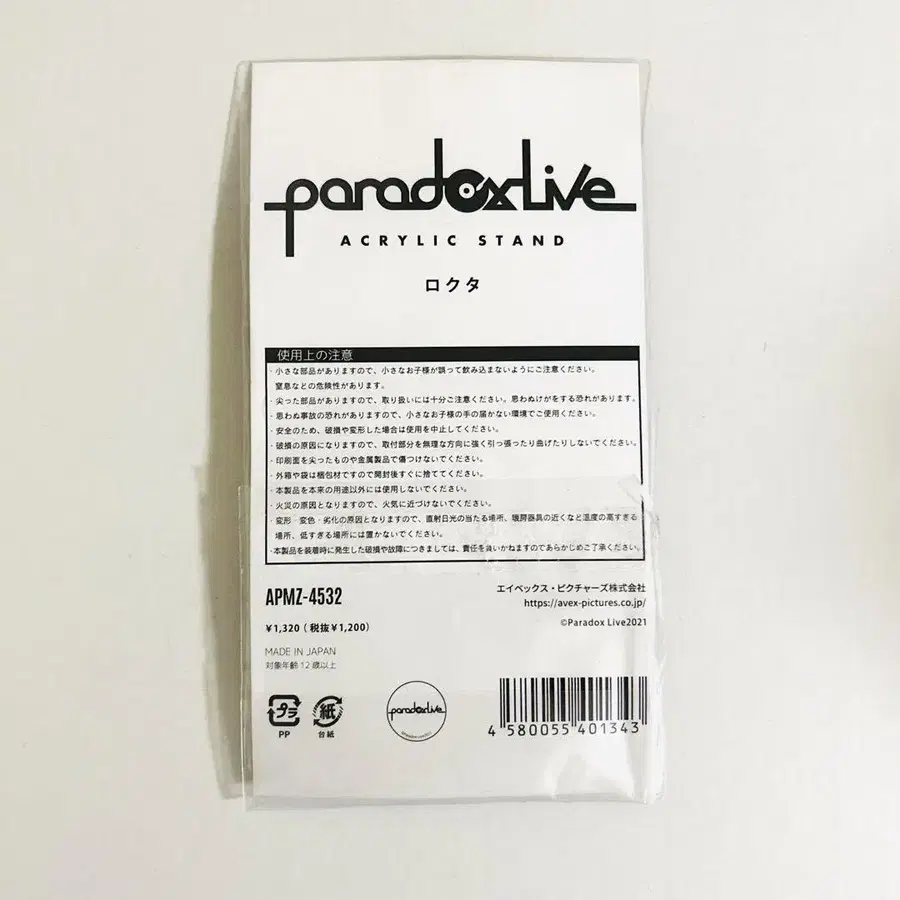 paradoxLive
ACRYLIC STAND
ロクタ
使用上の注意
・小さな部品がありますので、小さなお子様が誤って飲み込まないようにご注意ください。
窒息などの危険性があります。
・尖った部品がありますので、取り扱いには十分ご注意ください。思わぬけがをする恐れがあります。
・思わぬ事故の恐れがありますので、小さなお子様の手の届かない環境でご使用ください。
・安全のため、破損や変形した場合は使用を中止してください。
・破損の原因になりますので、取付部分を無理な方向に強く引っ張ったり曲げたりしないでください。
・印刷面を尖ったものや金属製品で傷つけないでください。
・外箱や袋は梱包材ですので開封後すぐに捨ててください。
・本製品を本来の用途以外には使用しないでください。
・火災の原因となりますので、火気に近づけないでください。
・変形・変色・劣化の原因となりますので、直射日光の当たる場所、暖房器具の近くなど温度の高すぎる
場所、低すぎる場所には置かないでください。
・本製品を装着時に発生した破損や故障につきましては、責任を負いかねますのであらかじめご了承ください。
APMZ-4532
エイベックス・ピクチャーズ株式会社
https://avex-pictures.co.jp/
¥1,320(税抜¥1,200)
©Paradox Live2021
MADE IN JAPAN
対象年齢12歳以上
プラ
PP
紙
台紙
paradoxLive
4 580055 401343